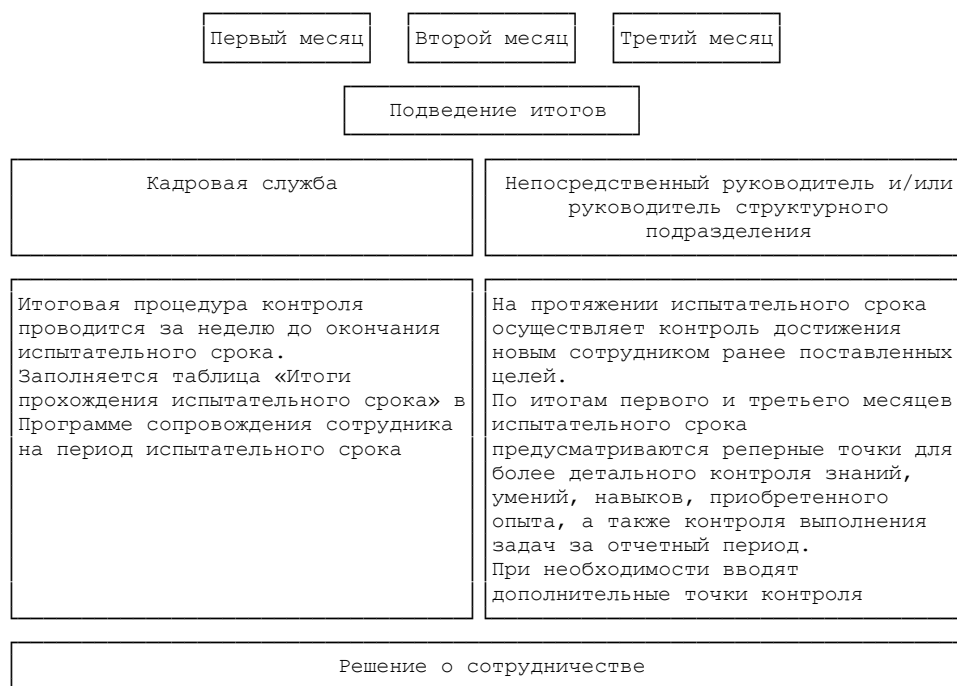 Первый месяц Второй месяц Третий месяц
Подведение итогов
Кадровая служба
Непосредственный руководитель и/или
руководитель структурного
подразделения
Итоговая процедура контроля
проводится за неделю до окончания
испытательного срока.
Заполняется таблица «Итоги
прохождения испытательного срока» в
Программе сопровождения сотрудника
на период испытательного срока
На протяжении испытательного срока
осуществляет контроль достижения
новым сотрудником ранее поставленных
целей.
По итогам первого и третьего месяцев
испытательного срока
предусматриваются реперные точки для
более детального контроля знаний,
умений, навыков, приобретенного
опыта, а также контроля выполнения
задач за отчетный период.
При необходимости вводят
дополнительные точки контроля
Решение о сотрудничестве